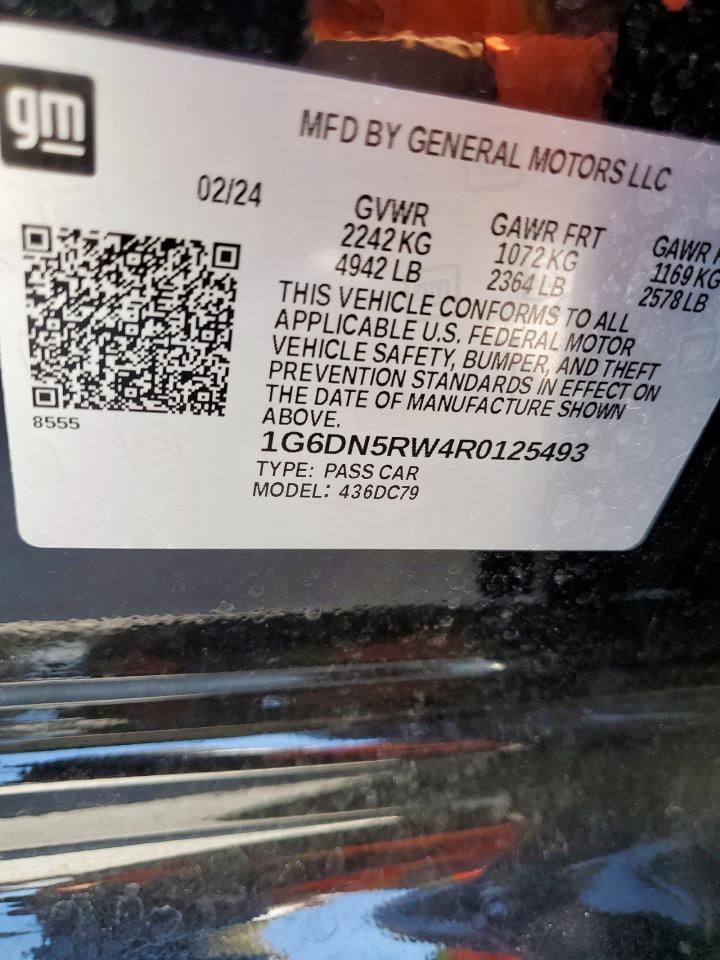 gm
MFD BY GENERAL MOTORS LLC
02/24
GVWR
2242 KG
4942 LB
GAWR FRT
1072 KG
2364 LB
GAWR
1169 KG
2578 LB
THIS VEHICLE CONFORMS TO ALL
APPLICABLE U.S. FEDERAL MOTOR
VEHICLE SAFETY, BUMPER, AND THEFT
PREVENTION STANDARDS IN EFFECT ON
THE DATE OF MANUFACTURE SHOWN
ABOVE.
8555
1G6DN5RW4R0125493
TYPE: PASS CAR
MODEL: 436DC79